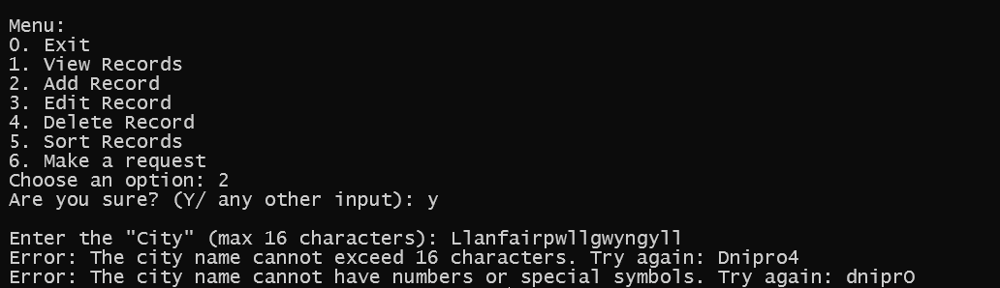 Menu:
0. Exit
1. View Records
2. Add Record
3. Edit Record
4. Delete Record
5. Sort Records
6. Make a request
Choose an option: 2
Are you sure? (Y/ any other input): y
Enter the "City" (max 16 characters): Llanfairpwllgwyngyll
Error: The city name cannot exceed 16 characters. Try again: Dnipro4
Error: The city name cannot have numbers or special symbols. Try again: dniprO